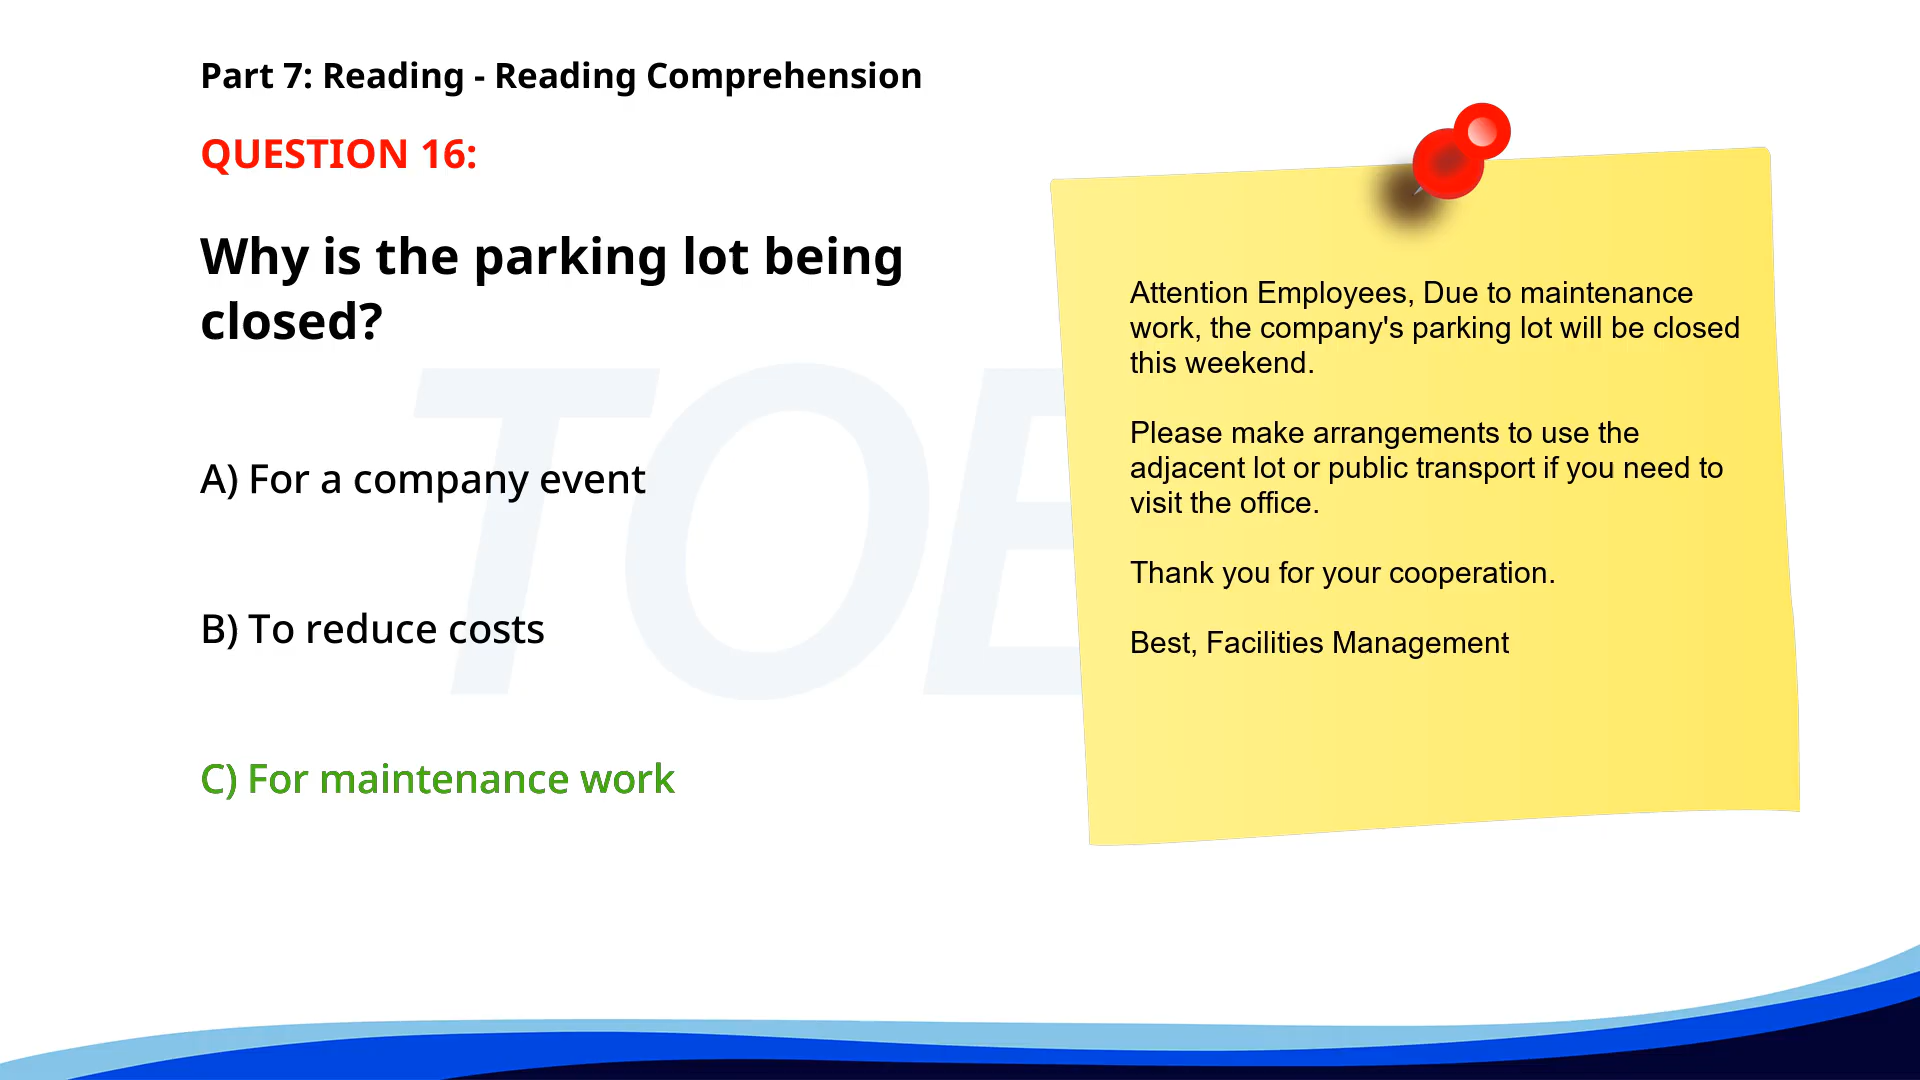 Part 7: Reading - Reading Comprehension
QUESTION 16:
Why is the parking lot being
closed?
A) For a company event
B) To reduce costs
C) For maintenance work
Attention Employees, Due to maintenance
work, the company's parking lot will be closed
this weekend.
Please make arrangements to use the
adjacent lot or public transport if you need to
visit the office.
Thank you for your cooperation.
Best, Facilities Management